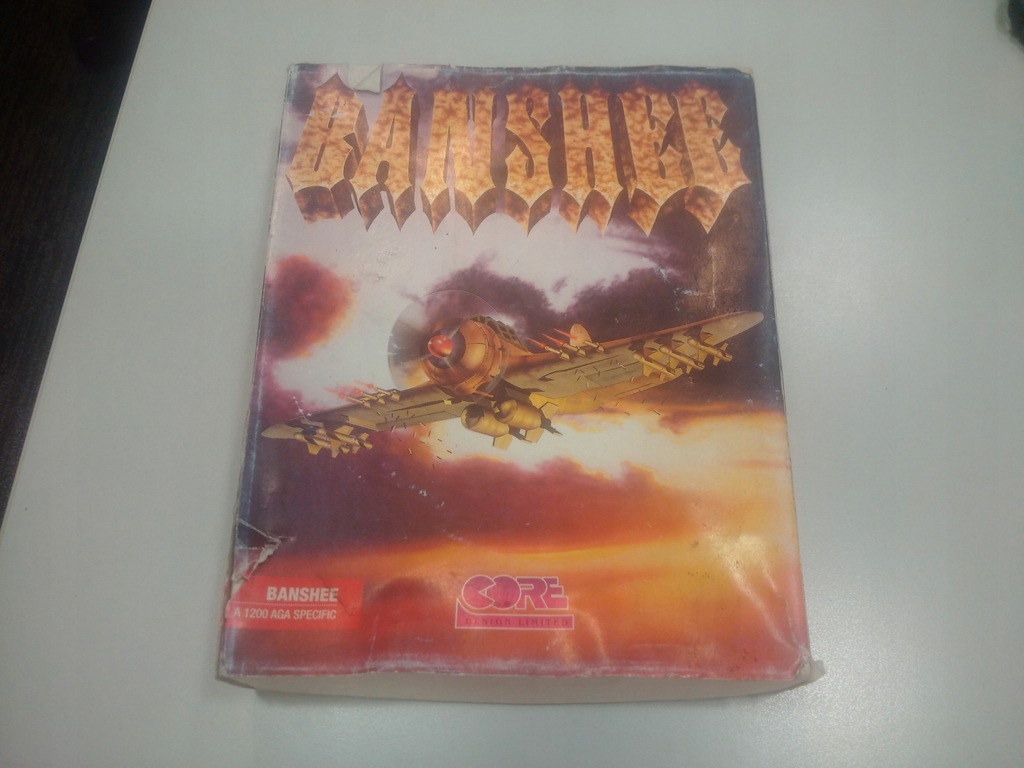 BANSHEE
BANSHEE
A 1200 AGA SPECIFIC
CORE
DESIGN LIMITED